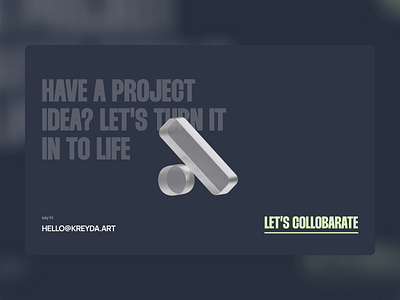 HAVE A PROJECT
IDEA? LET'S TURN IT
IN TO LIFE
say hi
HELLO@KREYDA.ART
LET'S COLLOBARATE